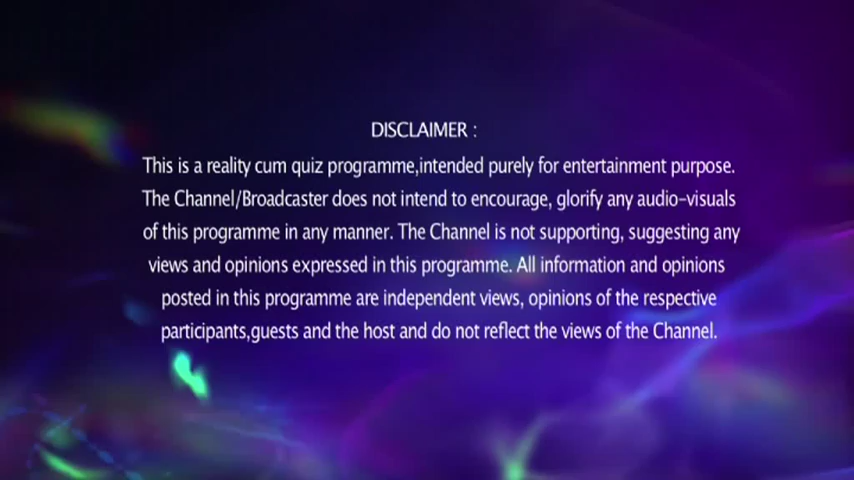 DISCLAIMER :
This is a reality cum quiz programme,intended purely for entertainment purpose.
The Channel/Broadcaster does not intend to encourage, glorify any audio-visuals
of this programme in any manner. The Channel is not supporting, suggesting any
views and opinions expressed in this programme. All information and opinions
posted in this programme are independent views, opinions of the respective
participants,guests and the host and do not reflect the views of the Channel.